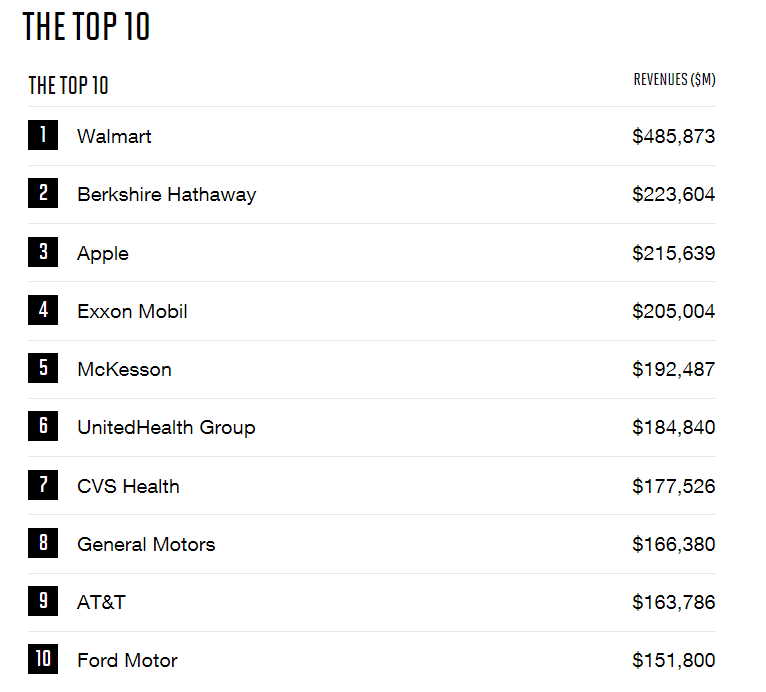 THE TOP 10
THE TOP 10 REVENUES ($M)
1 Walmart $485,873
2 Berkshire Hathaway $223,604
3 Apple $215,639
4 Exxon Mobil $205,004
5 McKesson $192,487
6 UnitedHealth Group $184,840
7 CVS Health $177,526
8 General Motors $166,380
9 AT&T $163,786
10 Ford Motor $151,800